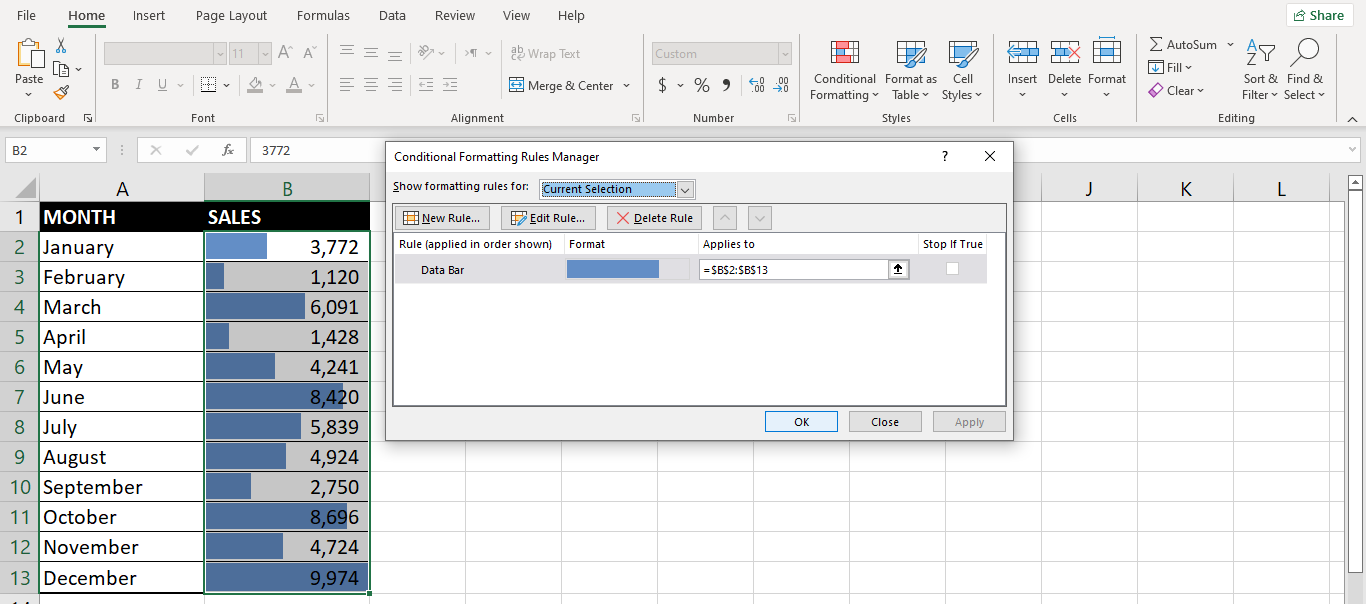 File Home Insert Page Layout Formulas Data Review View Help Share
11 Wrap Text Custom AutoSum
Paste Conditional Format as Cell Insert Delete Format Fill Sort & Find &
B I U A Merge & Center $ % Formatting Table Styles Clear Filter Select
Clipboard Font Alignment Number Styles Cells Editing
B2 fx 3772
A B J K L
1 MONTH SALES
2 January 3,772
3 February 1,120
4 March 6,091
5 April 1,428
6 May 4,241
7 June 8,420
8 July 5,839
9 August 4,924
10 September 2,750
11 October 8,696
12 November 4,724
13 December 9,974
Conditional Formatting Rules Manager ?
Show formatting rules for: Current Selection
New Rule... Edit Rule... Delete Rule
Rule (applied in order shown) Format Applies to Stop If True
Data Bar =$B$2:$B$13
OK Close Apply